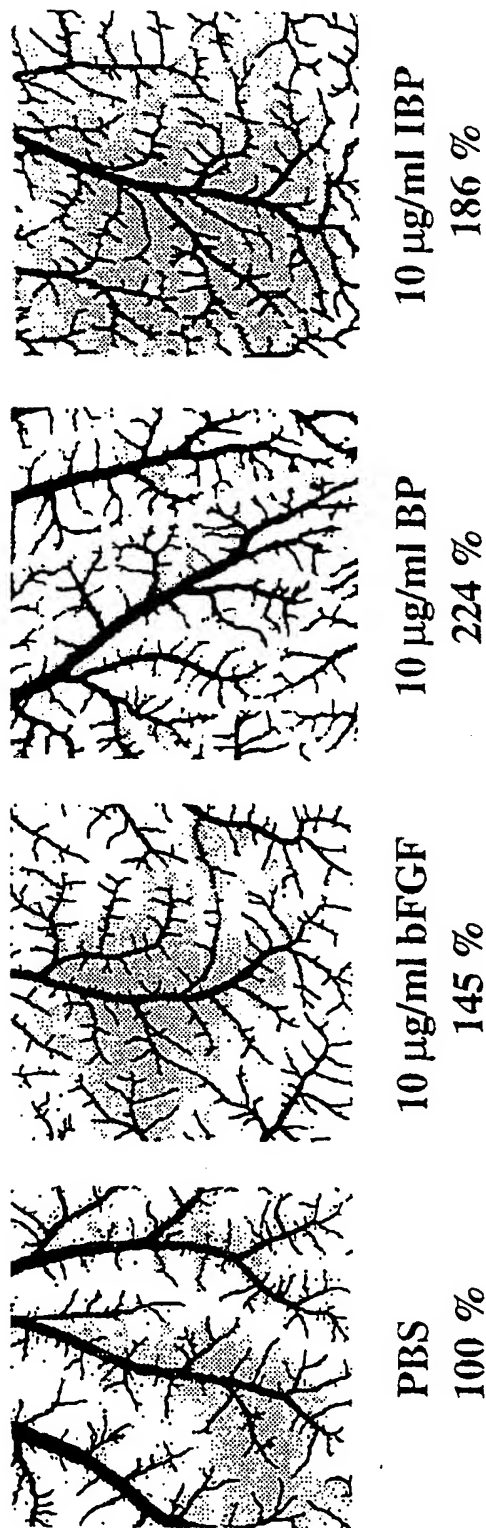 PBS
100 %
10 µg/ml bFGF
145 %
10 µg/ml BP
224 %
10 µg/ml IBP
186 %